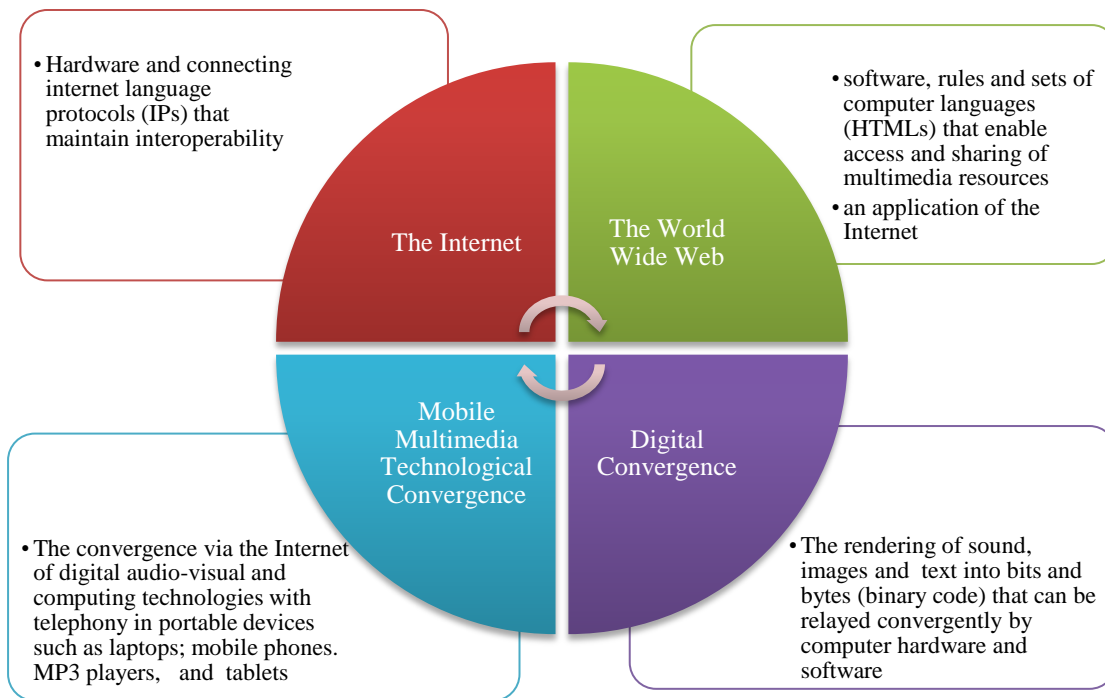 • Hardware and connecting
internet language
protocols (IPs) that
maintain interoperability
• software, rules and sets of
computer languages
(HTMLs) that enable
access and sharing of
multimedia resources
• an application of the
Internet
The Internet
The World
Wide Web
Mobile
Multimedia
Technological
Convergence
Digital
Convergence
• The convergence via the Internet
of digital audio-visual and
computing technologies with
telephony in portable devices
such as laptops; mobile phones.
MP3 players, and tablets
• The rendering of sound,
images and text into bits and
bytes (binary code) that can be
relayed convergently by
computer hardware and
software